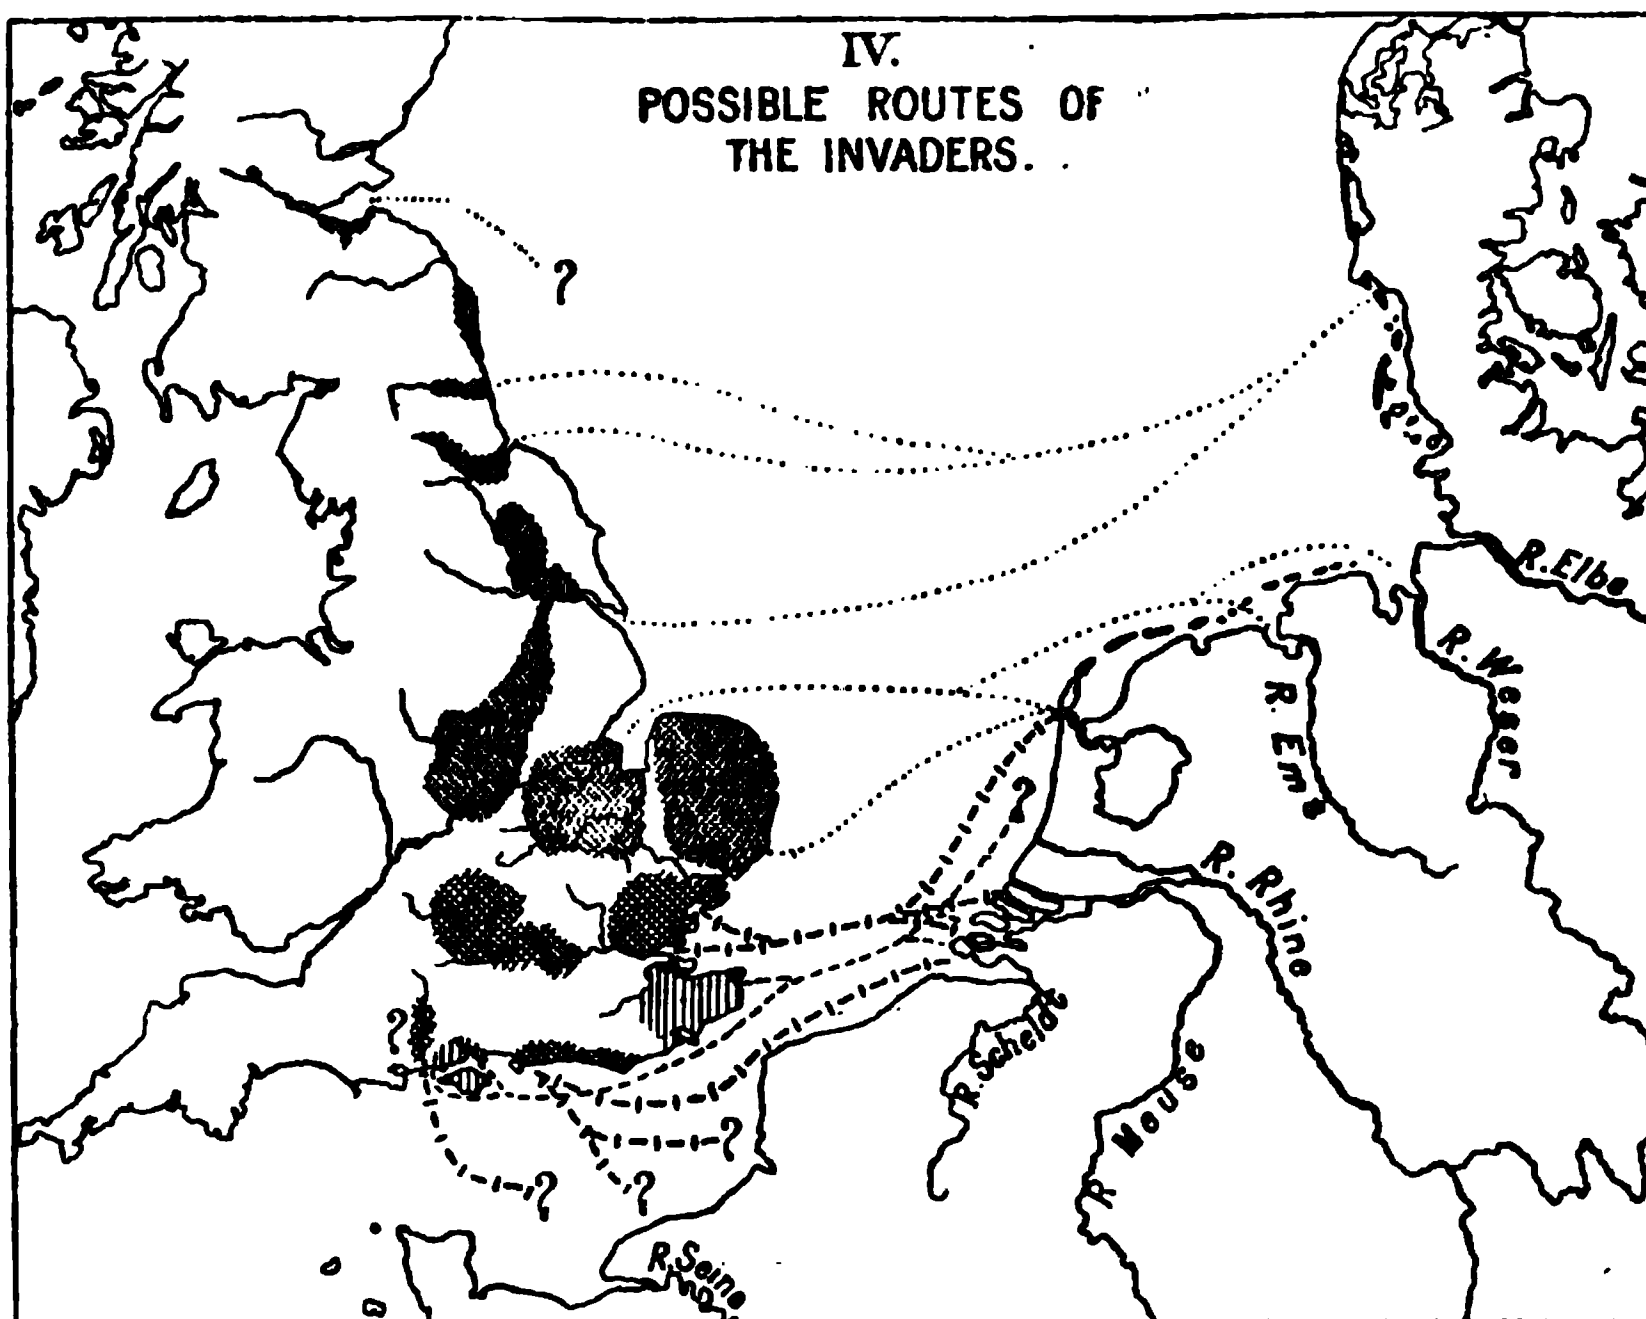 IV.
POSSIBLE ROUTES OF
THE INVADERS.
?
R. Elbe
R. Weser
R. Ems
?
R. Rhine
?
R. Scheldt
R Meuse
?
?
?
R. Seine